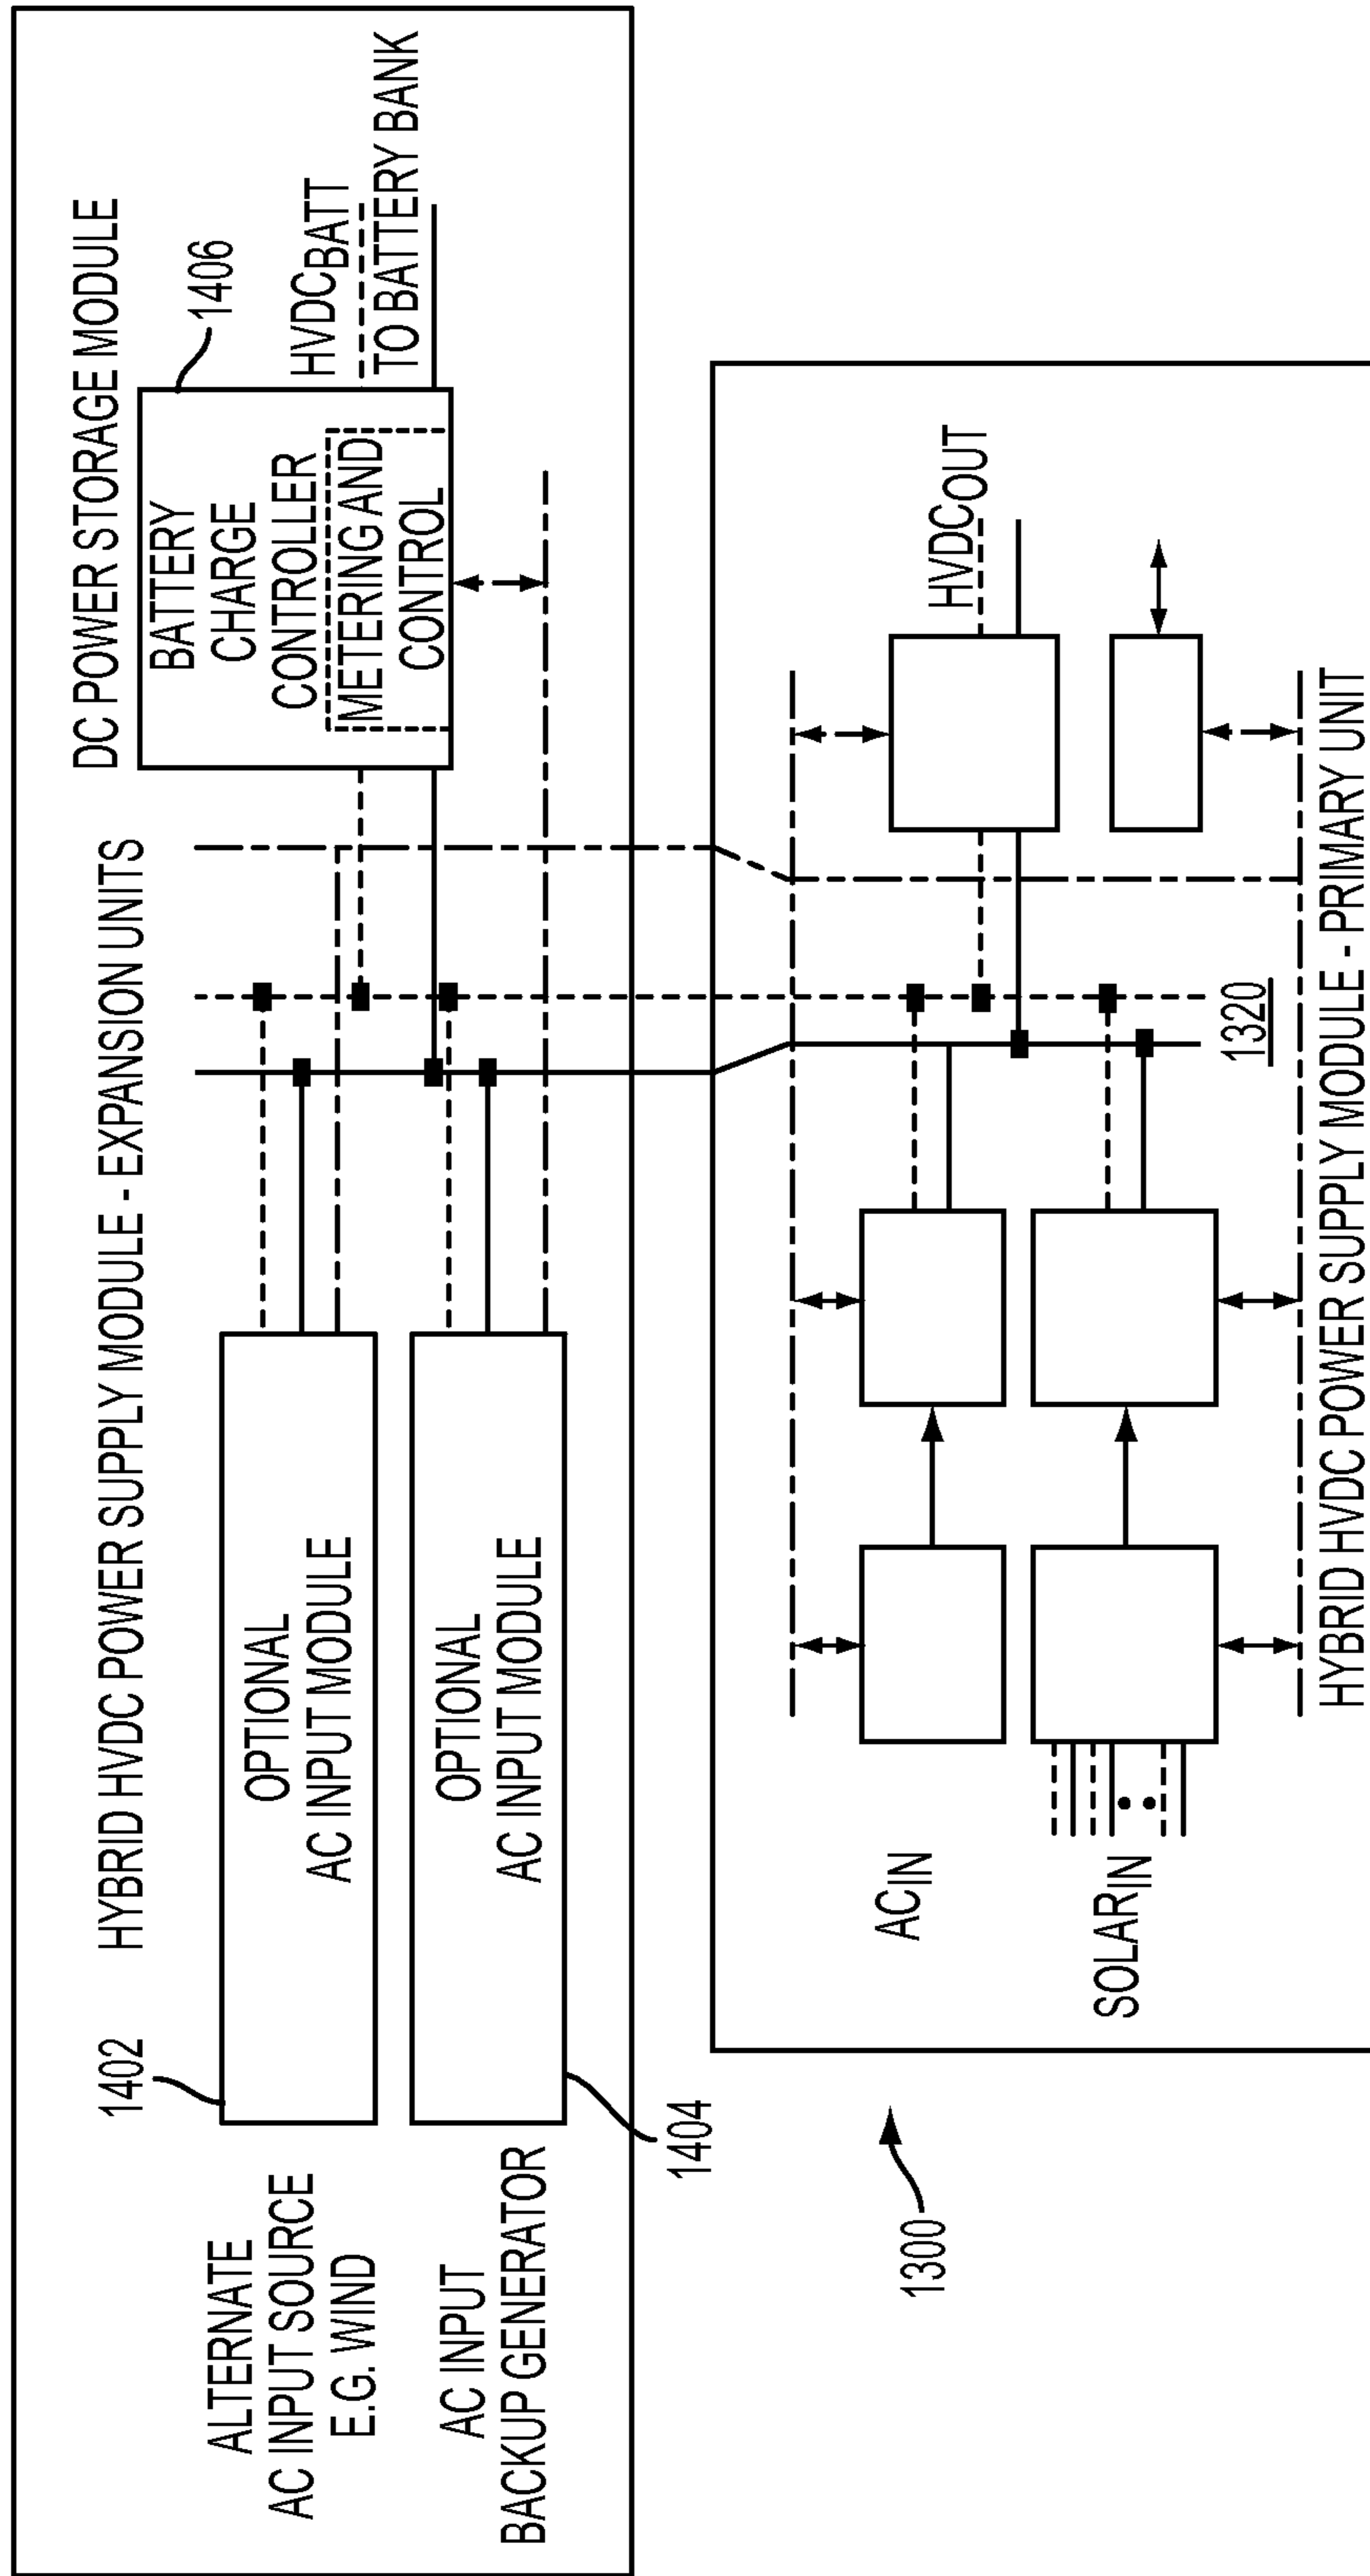 HYBRID HVDC POWER SUPPLY MODULE - EXPANSION UNITS
DC POWER STORAGE MODULE
1402
1406
ALTERNATE
AC INPUT SOURCE
E.G. WIND
OPTIONAL
AC INPUT MODULE
BATTERY
CHARGE
CONTROLLER
METERING AND
CONTROL
HVDCBATT
TO BATTERY BANK
AC INPUT
BACKUP GENERATOR
OPTIONAL
AC INPUT MODULE
1404
1300
ACIN
HVDCOUT
SOLARIN
1320
HYBRID HVDC POWER SUPPLY MODULE - PRIMARY UNIT